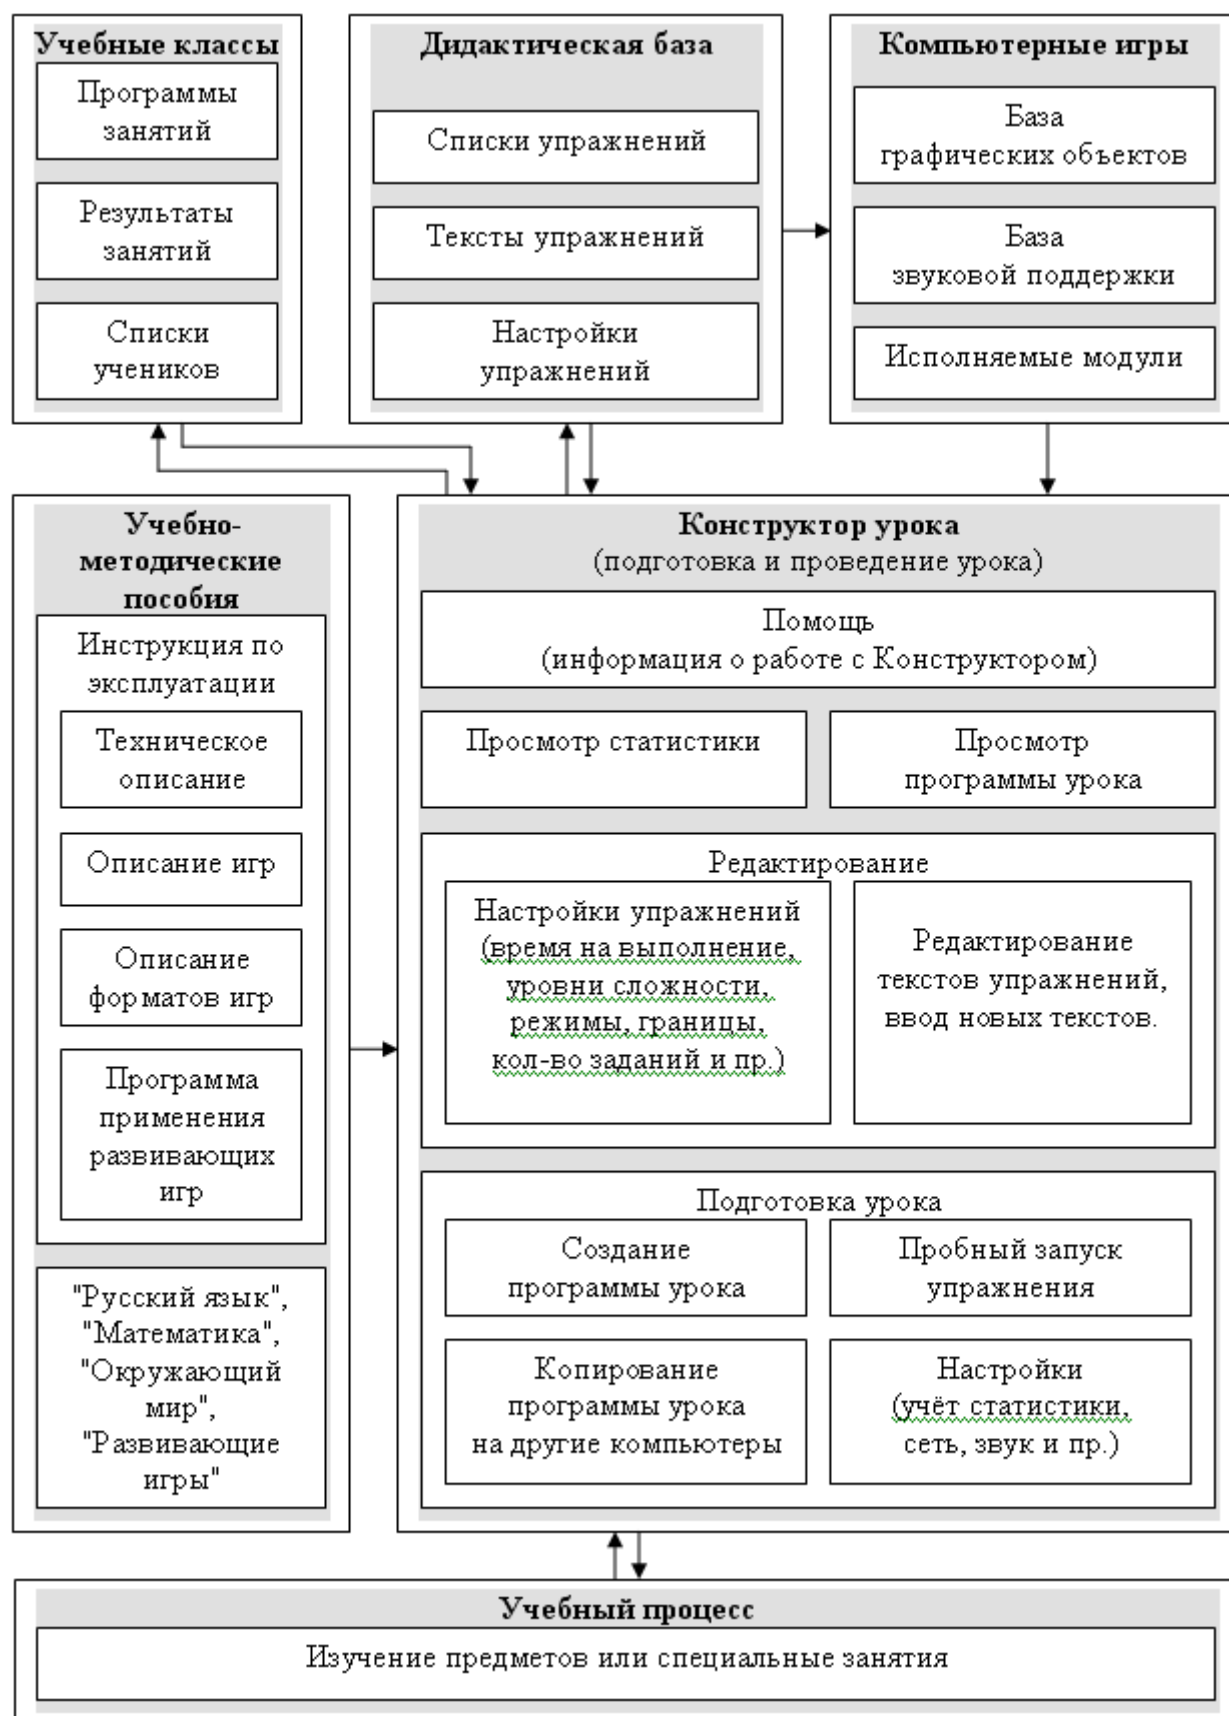 Учебные классы
Программы
занятий
Результаты
занятий
Списки
учеников
Дидактическая база
Списки упражнений
Тексты упражнений
Настройки
упражнений
Компьютерные игры
База
графических объектов
База
звуковой поддержки
Исполняемые модули
Учебно-
методические
пособия
Инструкция по
эксплуатации
Техническое
описание
Описание игр
Описание
форматов игр
Программа
применения
развивающих
игр
"Русский язык",
"Математика",
"Окружающий
мир",
"Развивающие
игры"
Конструктор урока
(подготовка и проведение урока)
Помощь
(информация о работе с Конструктором)
Просмотр статистики
Просмотр
программы урока
Редактирование
Настройки упражнений
(время на выполнение,
уровни сложности,
режимы, границы,
кол-во заданий и пр.)
Редактирование
текстов упражнений,
ввод новых текстов.
Подготовка урока
Создание
программы урока
Пробный запуск
упражнения
Копирование
программы урока
на другие компьютеры
Настройки
(учёт статистики,
сеть, звук и пр.)
Учебный процесс
Изучение предметов или специальные занятия